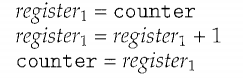 register₁ = counter
register₁ = register₁ + 1
counter = register₁